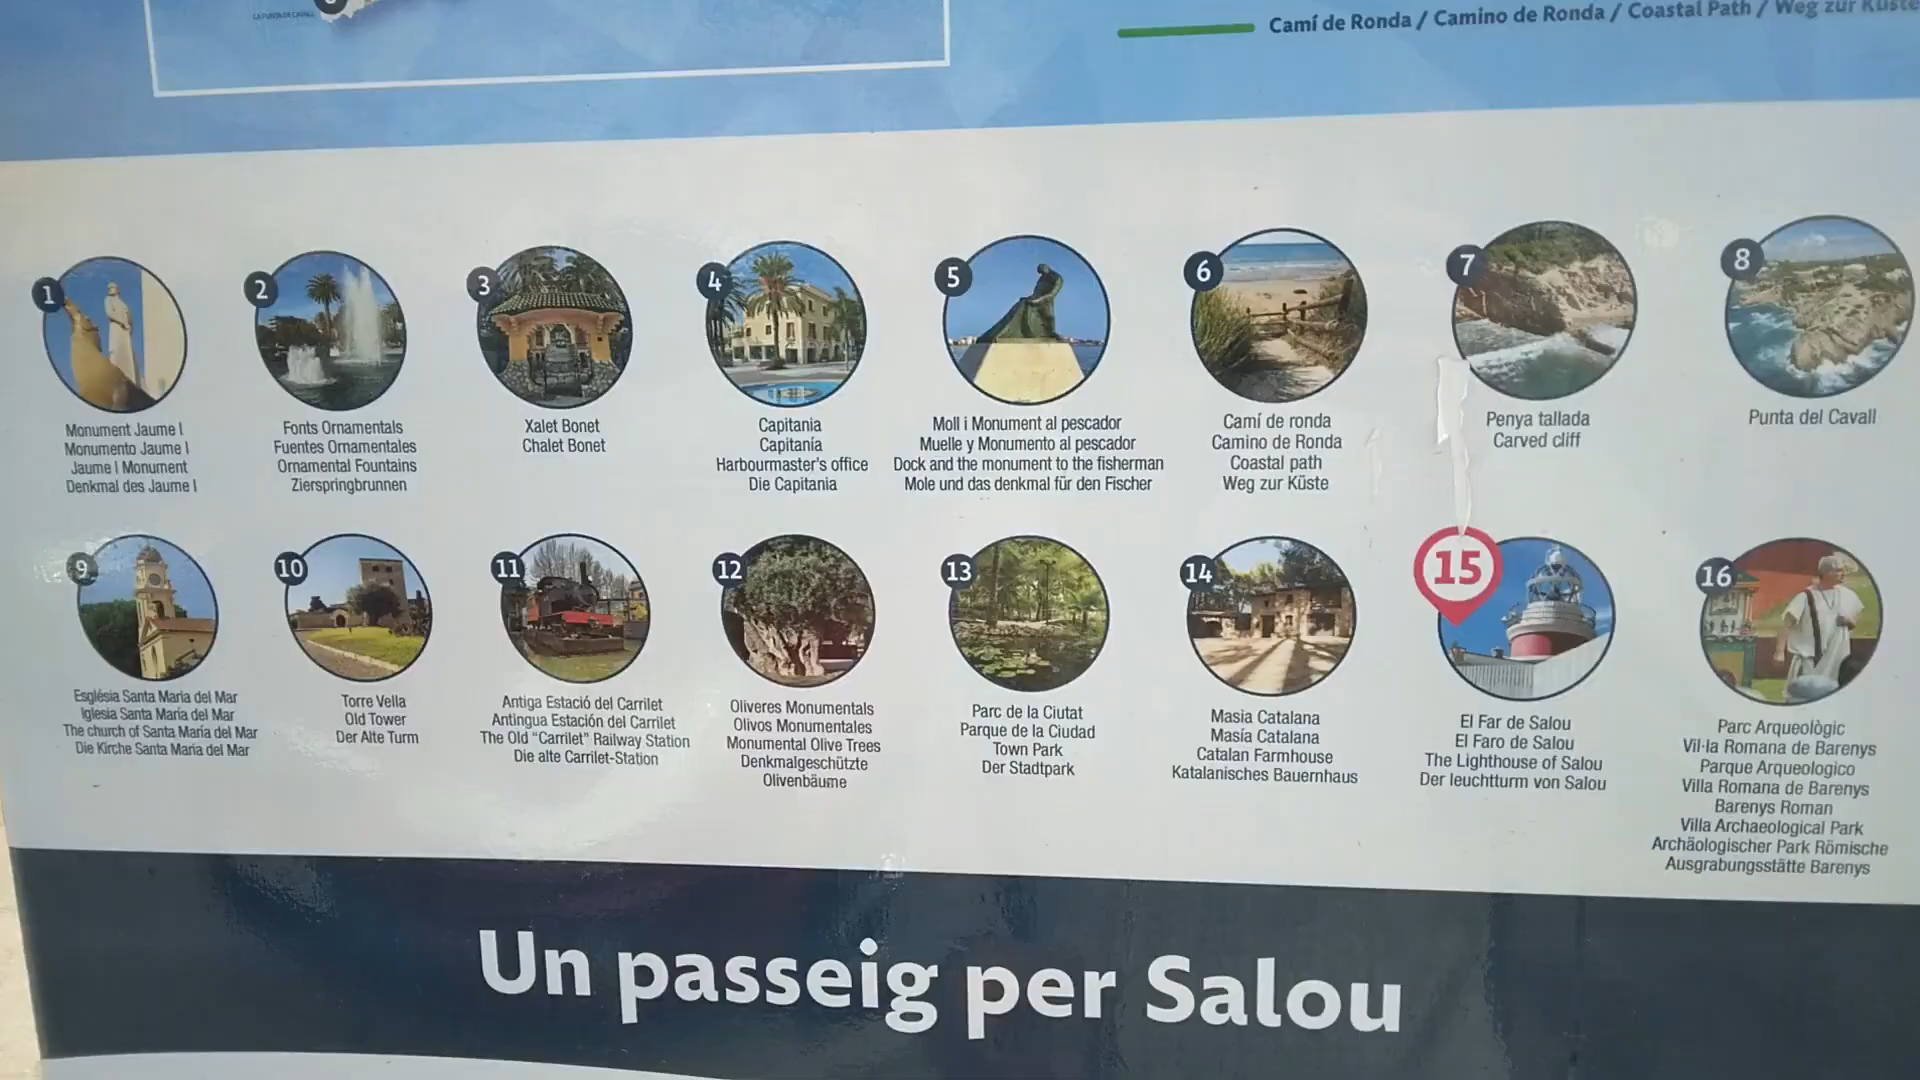 LA PUNTA DE CAVALL
Camí de Ronda / Camino de Ronda / Coastal Path / Weg zur Küste
1
Monument Jaume I
Monumento Jaume I
Jaume I Monument
Denkmal des Jaume I
2
Fonts Ornamentals
Fuentes Ornamentales
Ornamental Fountains
Zierspringbrunnen
3
Xalet Bonet
Chalet Bonet
4
Capitania
Capitanía
Harbourmaster's office
Die Capitania
5
Moll i Monument al pescador
Muelle y Monumento al pescador
Dock and the monument to the fisherman
Mole und das denkmal für den Fischer
6
Camí de ronda
Camino de Ronda
Coastal path
Weg zur Küste
7
Penya tallada
Carved cliff
8
Punta del Cavall
9
Església Santa Maria del Mar
Iglesia Santa María del Mar
The church of Santa Maria del Mar
Die Kirche Santa Maria del Mar
10
Torre Vella
Old Tower
Der Alte Turm
11
Antiga Estació del Carrilet
Antingua Estación del Carrilet
The Old “Carrilet” Railway Station
Die alte Carrilet-Station
12
Oliveres Monumentals
Olivos Monumentales
Monumental Olive Trees
Denkmalgeschützte
Olivenbäume
13
Parc de la Ciutat
Parque de la Ciudad
Town Park
Der Stadtpark
14
Masia Catalana
Masía Catalana
Catalan Farmhouse
Katalanisches Bauernhaus
15
El Far de Salou
El Faro de Salou
The Lighthouse of Salou
Der leuchtturm von Salou
16
Parc Arqueològic
Vil·la Romana de Barenys
Parque Arqueologico
Villa Romana de Barenys
Barenys Roman
Villa Archaeological Park
Archäologischer Park Römische
Ausgrabungsstätte Barenys
Un passeig per Salou